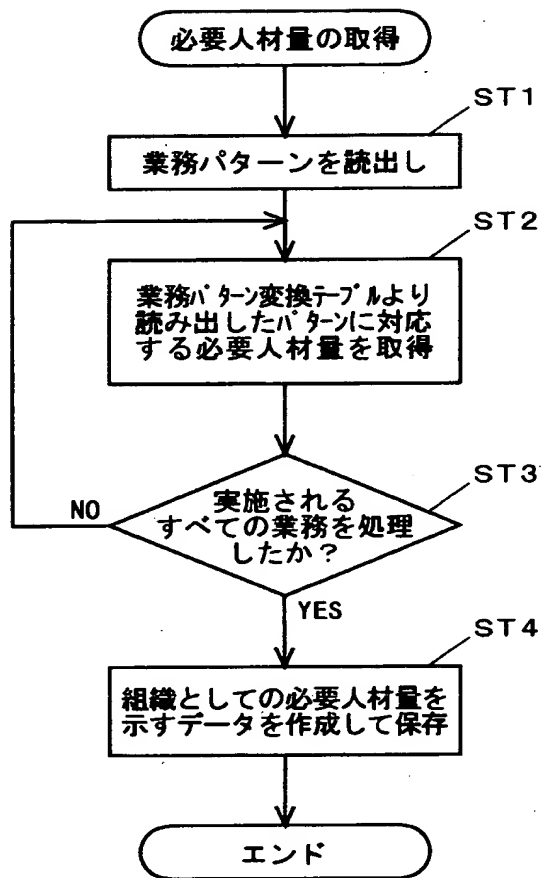 必要人材量の取得
ST1
業務パターンを読出し
ST2
業務パターン変換テーブルより
読み出したパターンに対応
する必要人材量を取得
ST3
実施される
すべての業務を処理
したか?
NO
YES
ST4
組織としての必要人材量を
示すデータを作成して保存
エンド